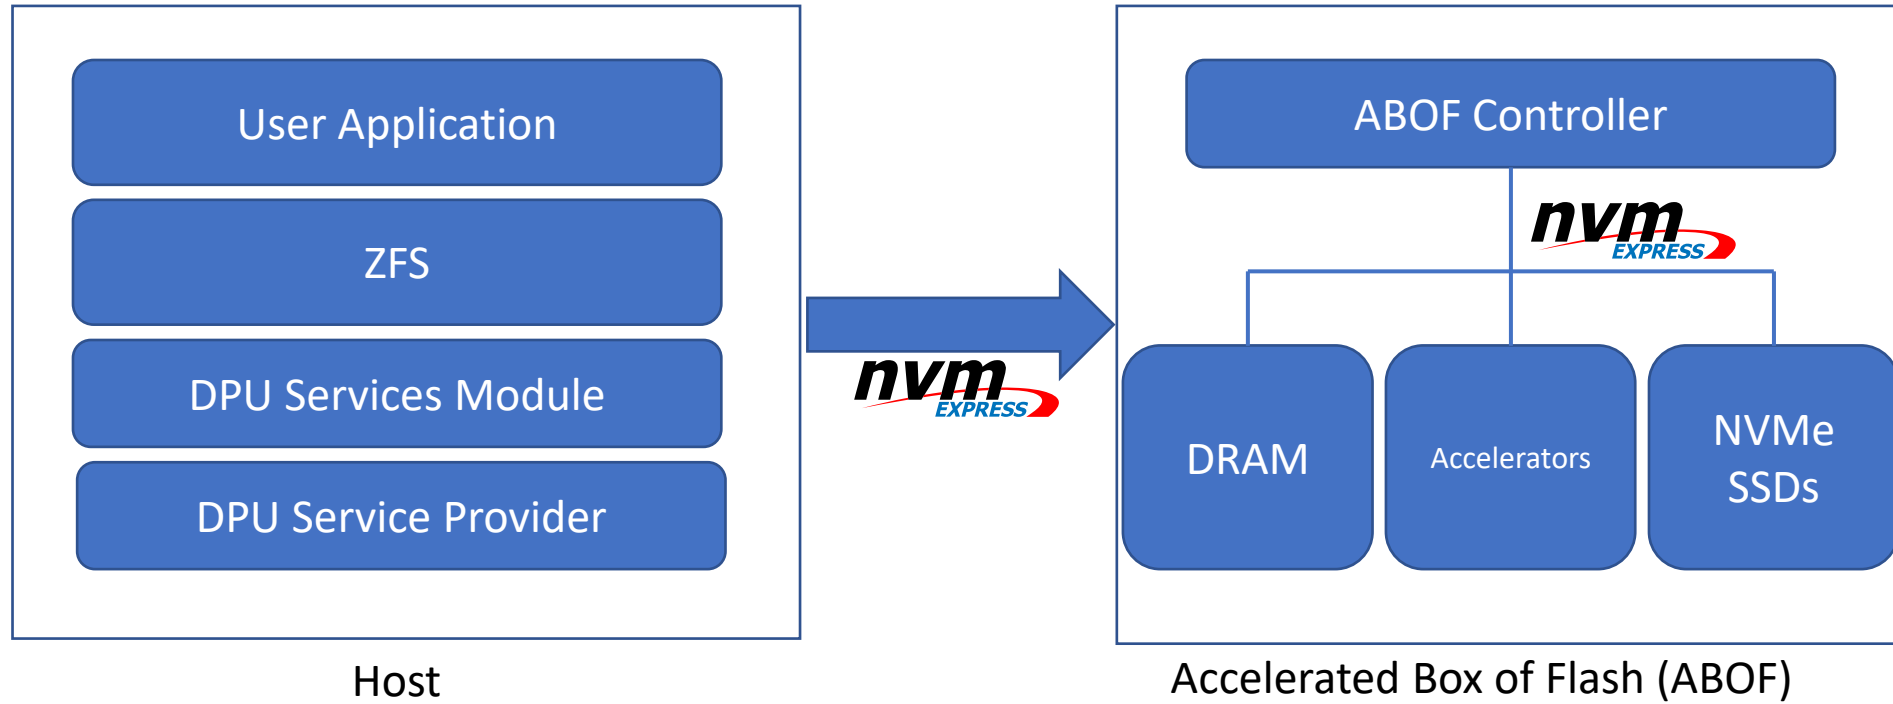 User Application
ZFS
DPU Services Module
DPU Service Provider
Host
nvm
EXPRESS
ABOF Controller
nvm
EXPRESS
DRAM
Accelerators
NVMe
SSDs
Accelerated Box of Flash (ABOF)